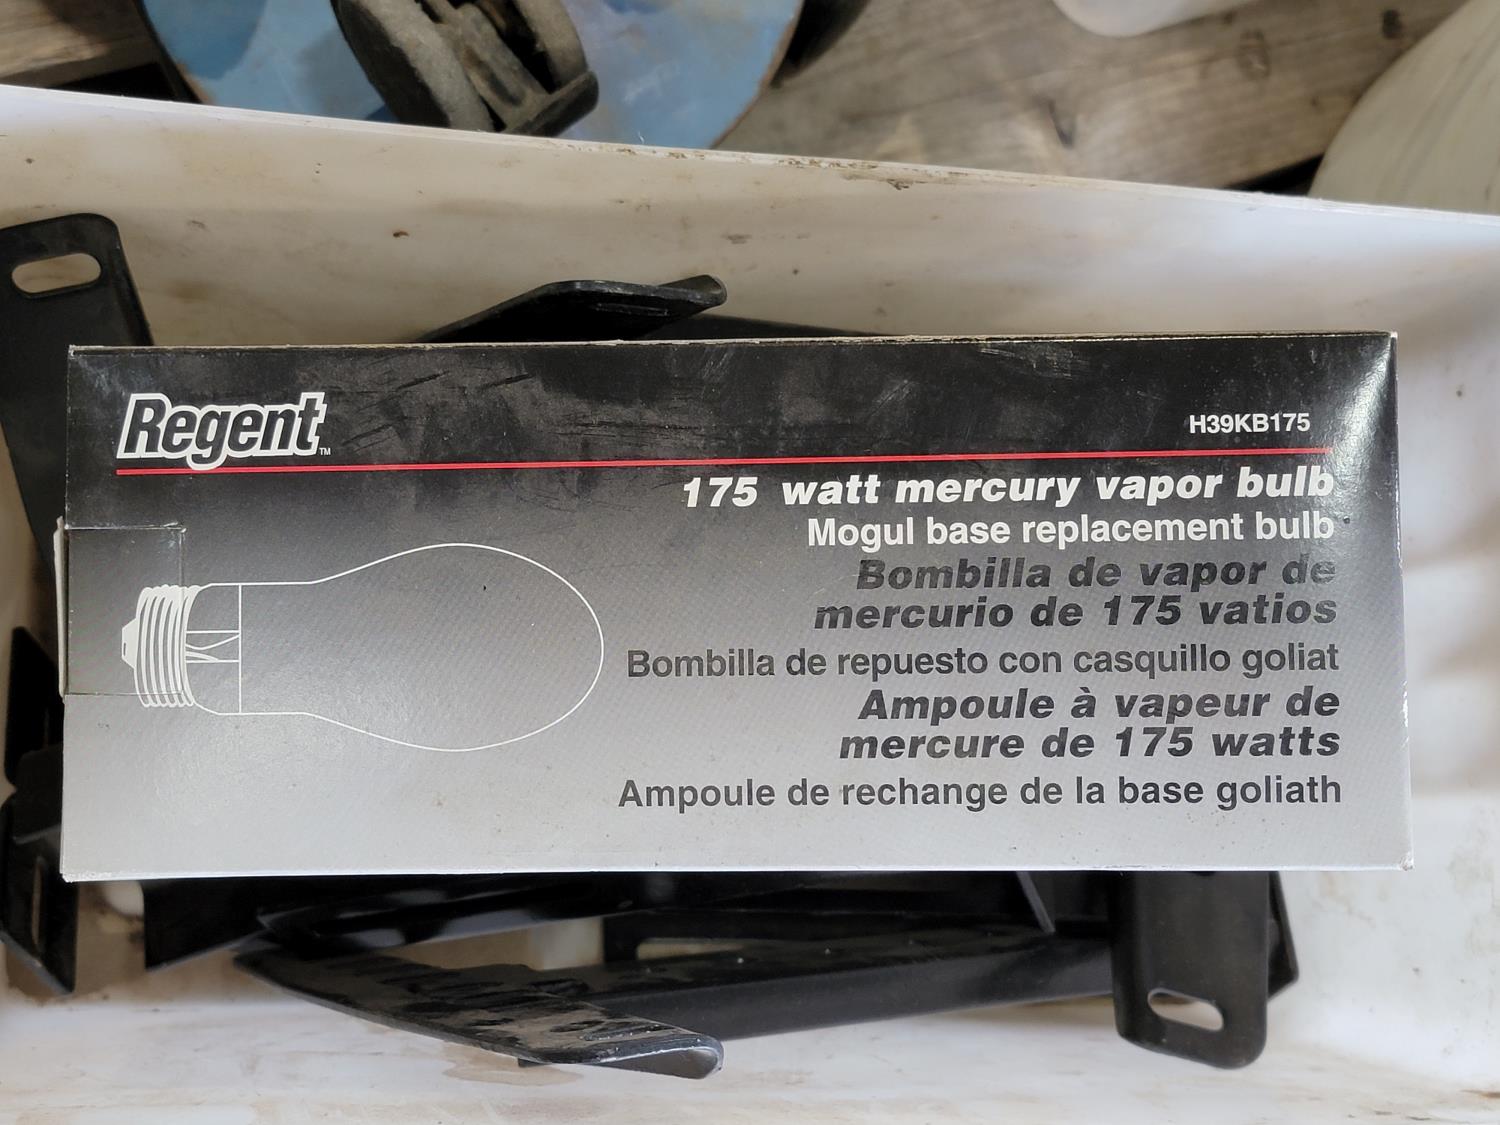 Regent™
H39KB175
175 watt mercury vapor bulb
Mogul base replacement bulb
Bombilla de vapor de
mercurio de 175 vatios
Bombilla de repuesto con casquillo goliat
Ampoule à vapeur de
mercure de 175 watts
Ampoule de rechange de la base goliath